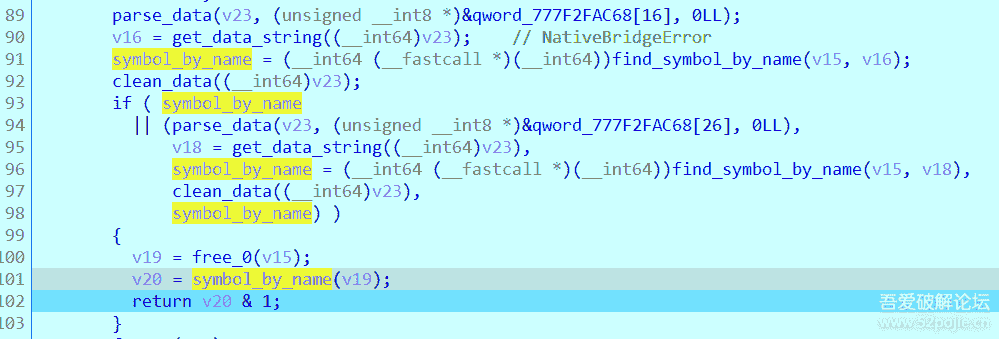 89 parse_data(v23, (unsigned __int8 *)&qword_777F2FAC68[16], 0LL);
90 v16 = get_data_string((__int64)v23); // NativeBridgeError
91 symbol_by_name = (__int64 (__fastcall *)(__int64))find_symbol_by_name(v15, v16);
92 clean_data((__int64)v23);
93 if ( symbol_by_name
94 || (parse_data(v23, (unsigned __int8 *)&qword_777F2FAC68[26], 0LL),
95 v18 = get_data_string((__int64)v23),
96 symbol_by_name = (__int64 (__fastcall *)(__int64))find_symbol_by_name(v15, v18),
97 clean_data((__int64)v23),
98 symbol_by_name) )
99 {
100 v19 = free_0(v15);
101 v20 = symbol_by_name(v19);
102 return v20 & 1;
103 }
吾爱破解论坛
www.52pojie.cn